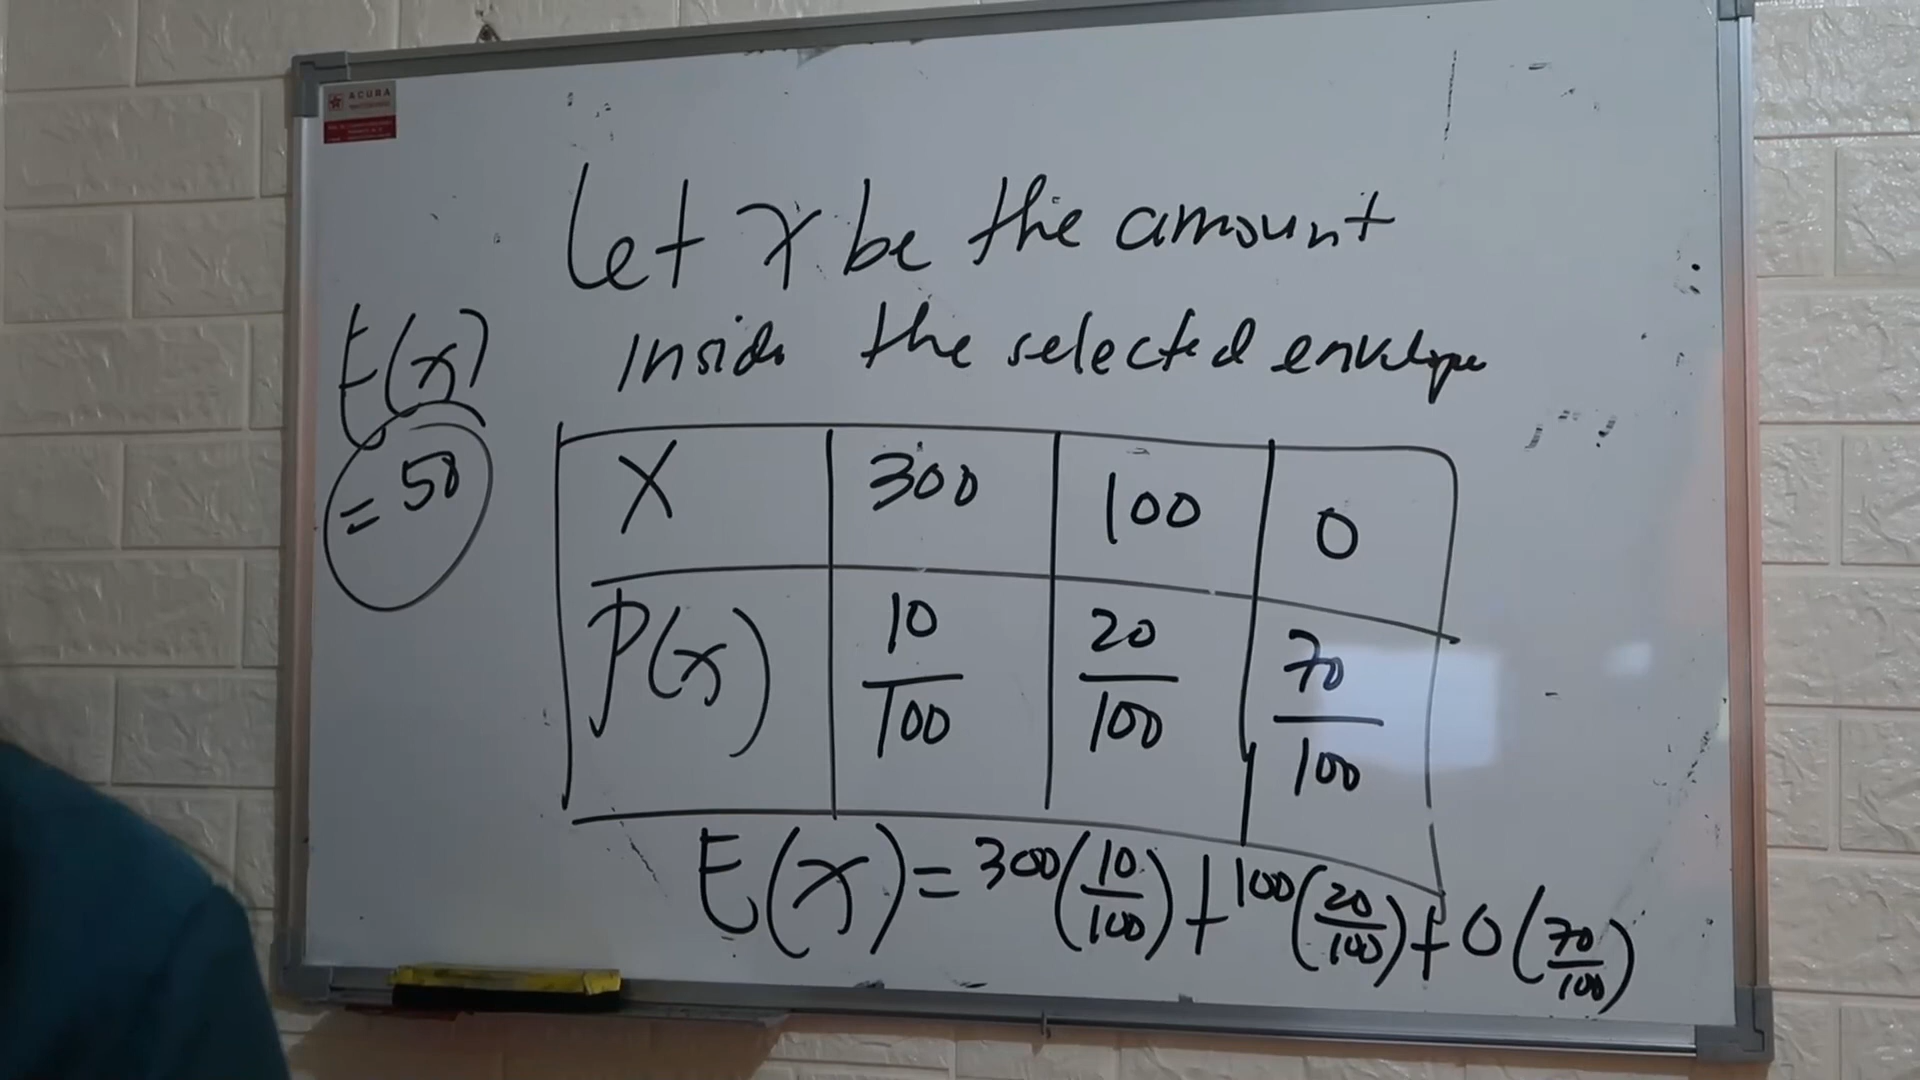 ACURA
Let x be the amount
inside the selected envelope
E(x)
= 50
X 300 100 0
P(x) 10/100 20/100 70/100
E(x) = 300(10/100) + 100(20/100) + 0(70/100)